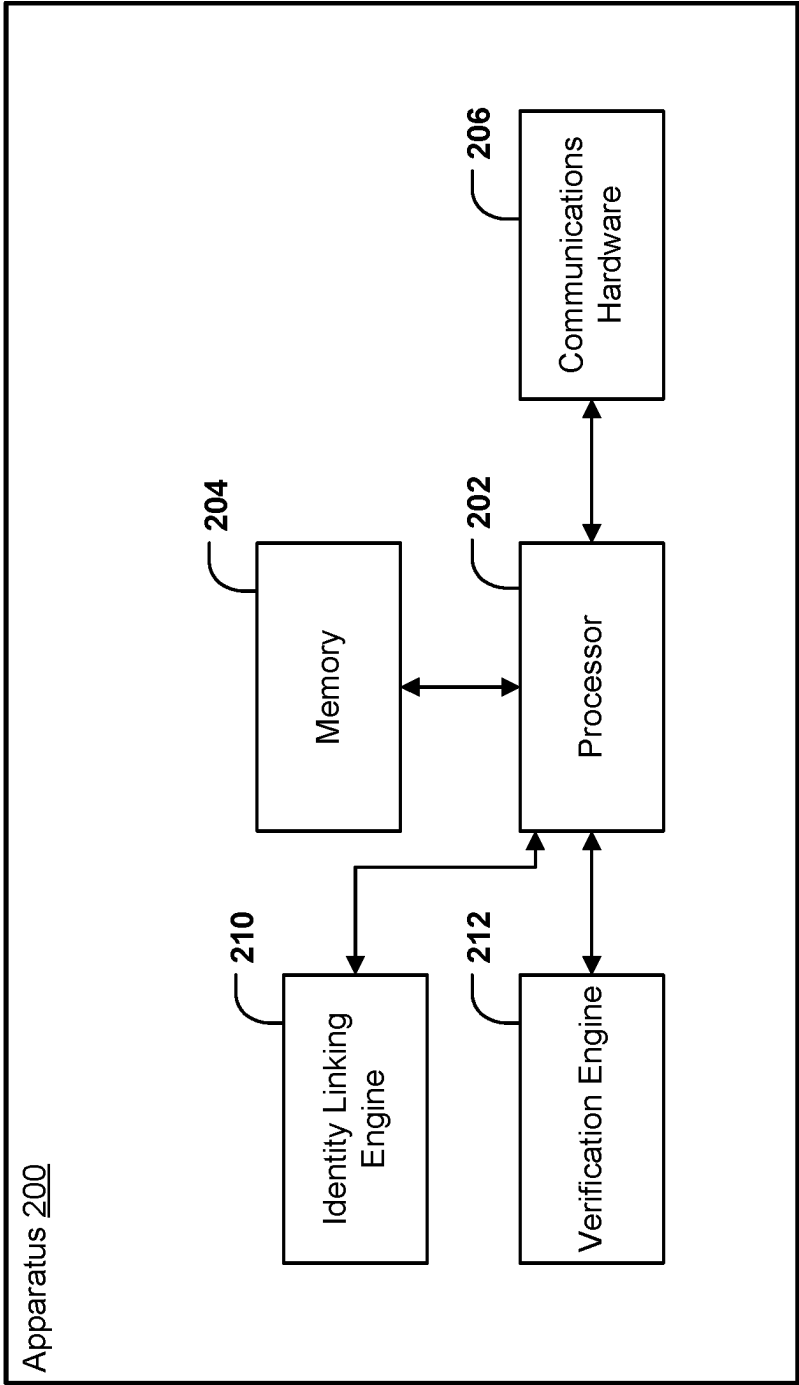 Apparatus 200
210
Identity Linking
Engine
204
Memory
212
Verification Engine
202
Processor
206
Communications
Hardware